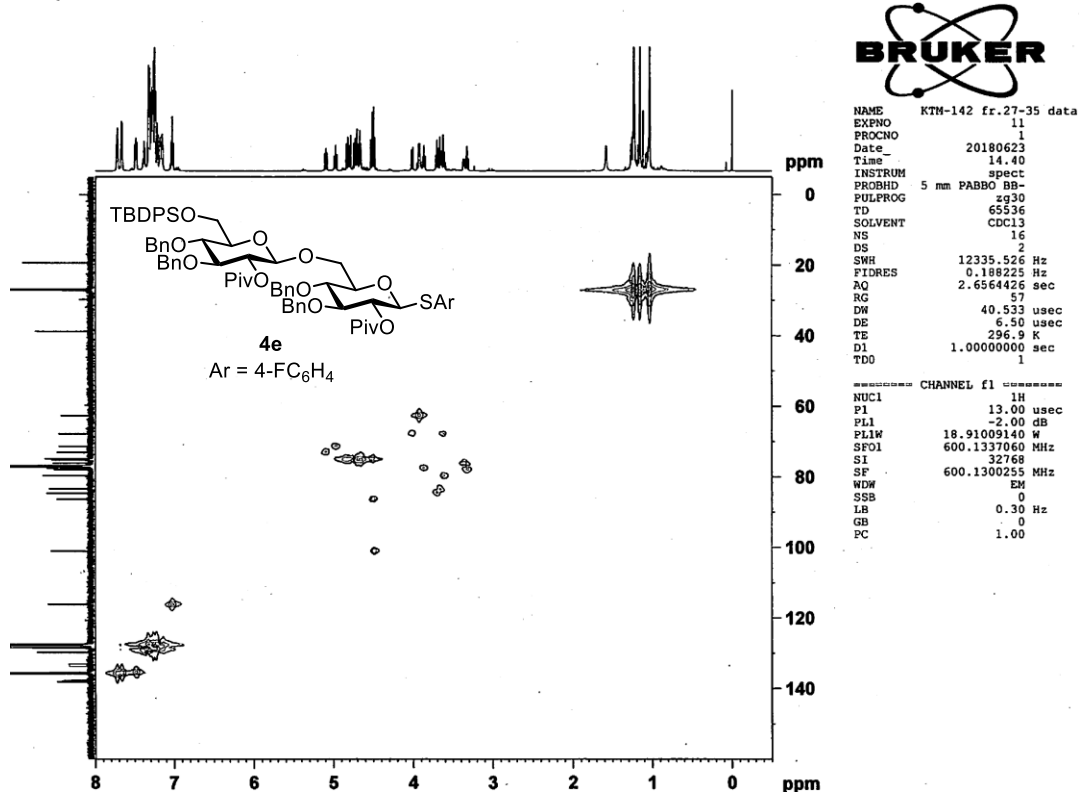 BRUKER
NAME KTM-142 fr.27-35 data
EXPNO 11
PROCNO 1
Date_ 20180623
Time 14.40
INSTRUM spect
PROBHD 5 mm PABBO BB-
PULPROG zg30
TD 65536
SOLVENT CDCl3
NS 16
DS 2
SWH 12335.526 Hz
FIDRES 0.188225 Hz
AQ 2.6564426 sec
RG 57
DW 40.533 usec
DE 6.50 usec
TE 296.9 K
D1 1.00000000 sec
TD0 1
======== CHANNEL f1 ========
NUC1 1H
P1 13.00 usec
PL1 -2.00 dB
PL1W 18.91009140 W
SFO1 600.1337060 MHz
SI 32768
SF 600.1300255 MHz
WDW EM
SSB 0
LB 0.30 Hz
GB 0
PC 1.00
ppm
0
20
40
60
80
100
120
140
8 7 6 5 4 3 2 1 0 ppm
TBDPSO
O
BnO
BnO
O
PivO
BnO
O
BnO
SAr
PivO
4e
Ar = 4-FC6H4